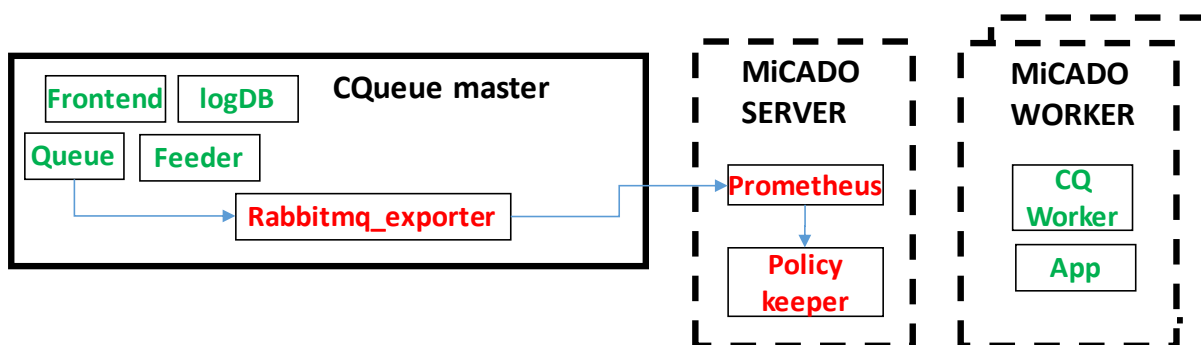 CQueue master
Frontend
logDB
Queue
Feeder
Rabbitmq_exporter
MiCADO
SERVER
Prometheus
Policy
keeper
MiCADO
WORKER
CQ
Worker
App